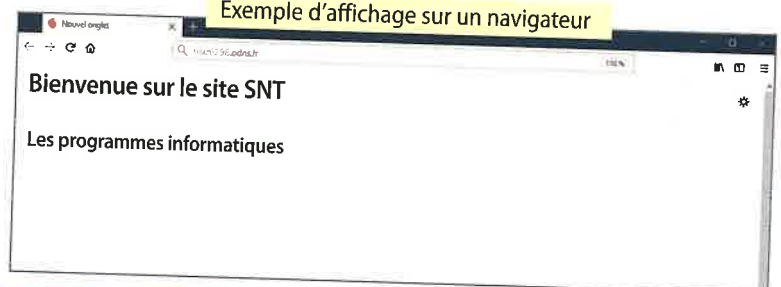 Exemple d'affichage sur un navigateur
Nouvel onglet
Bienvenue sur le site SNT
Les programmes informatiques